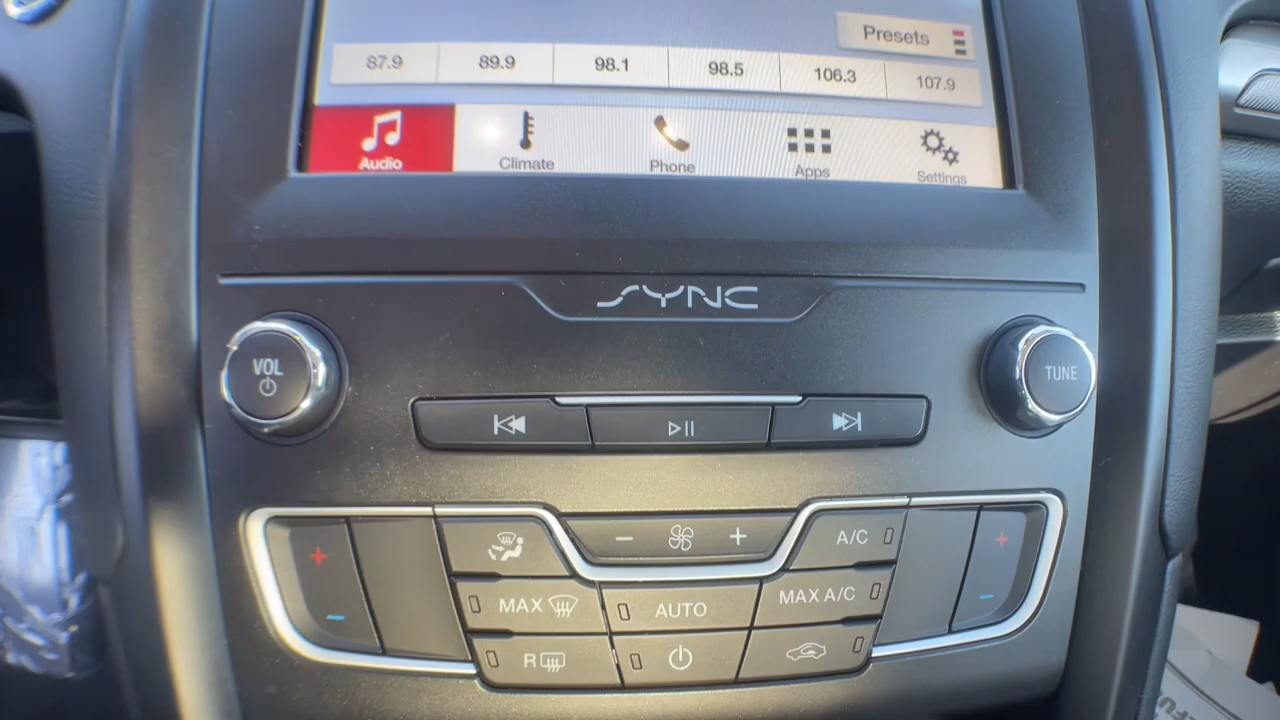 Presets
87.9 89.9 98.1 98.5 106.3 107.9
Audio Climate Phone Apps Settings
SYNC
VOL TUNE
A/C
MAX AUTO MAX A/C
R